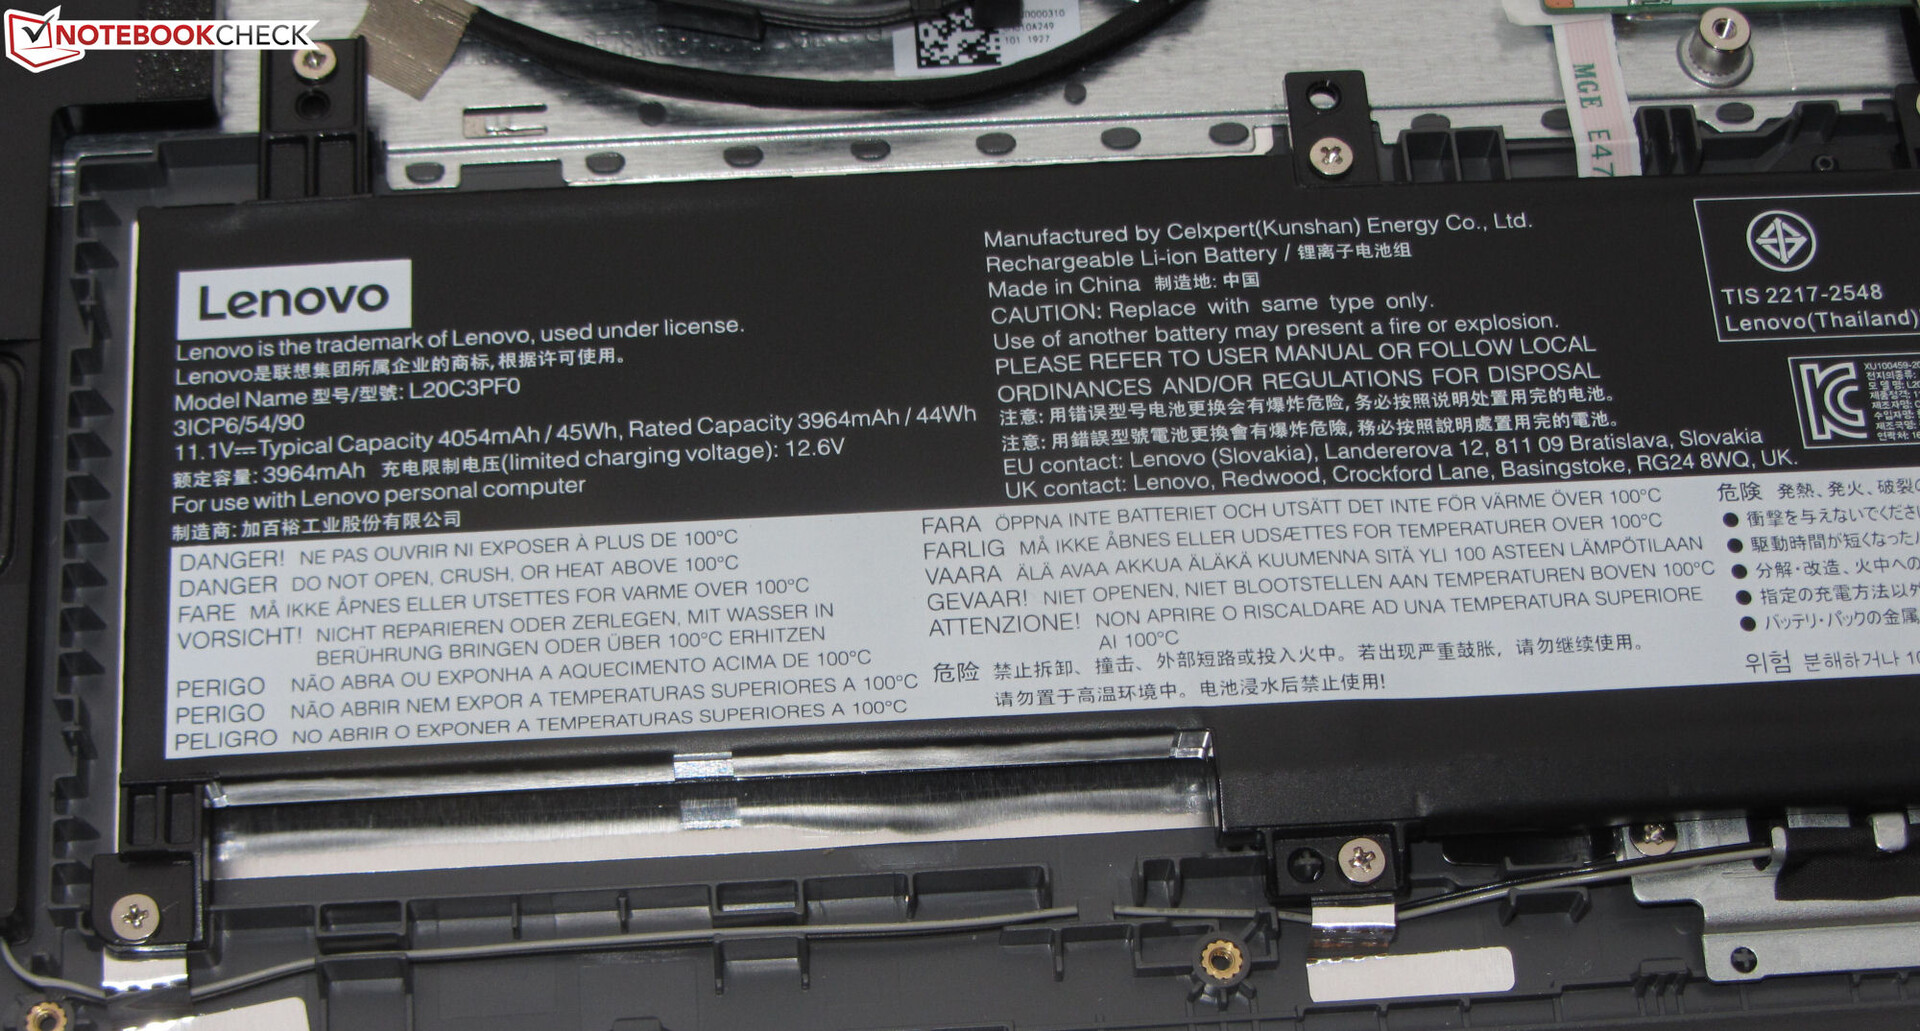 NOTEBOOKCHECK
0000310
101 1927
MGE E47
Lenovo
Lenovo is the trademark of Lenovo, used under license.
Lenovo是联想集团所属企业的商标,根据许可使用。
Model Name 型号/型號: L20C3PF0
3ICP6/54/90
11.1V⎓Typical Capacity 4054mAh / 45Wh, Rated Capacity 3964mAh / 44Wh
额定容量: 3964mAh 充电限制电压(limited charging voltage): 12.6V
For use with Lenovo personal computer
制造商: 加百裕工业股份有限公司
Manufactured by Celxpert(Kunshan) Energy Co., Ltd.
Rechargeable Li-ion Battery / 锂离子电池组
Made in China 制造地: 中国
CAUTION: Replace with same type only.
Use of another battery may present a fire or explosion.
PLEASE REFER TO USER MANUAL OR FOLLOW LOCAL
ORDINANCES AND/OR REGULATIONS FOR DISPOSAL
注意: 用错误型号电池更换会有爆炸危险, 务必按照说明处置用完的电池。
注意: 用錯誤型號電池更換會有爆炸危險, 務必按照說明處置用完的電池。
EU contact: Lenovo (Slovakia), Landererova 12, 811 09 Bratislava, Slovakia
UK contact: Lenovo, Redwood, Crockford Lane, Basingstoke, RG24 8WQ, UK.
TIS 2217-2548
Lenovo(Thailand)
XU100459-20
DANGER! NE PAS OUVRIR NI EXPOSER À PLUS DE 100°C
DANGER DO NOT OPEN, CRUSH, OR HEAT ABOVE 100°C
FARE MÅ IKKE ÅPNES ELLER UTSETTES FOR VARME OVER 100°C
VORSICHT! NICHT REPARIEREN ODER ZERLEGEN, MIT WASSER IN
BERÜHRUNG BRINGEN ODER ÜBER 100°C ERHITZEN
PERIGO NÃO ABRA OU EXPONHA A AQUECIMENTO ACIMA DE 100°C
PERIGO NÃO ABRIR NEM EXPOR A TEMPERATURAS SUPERIORES A 100°C
PELIGRO NO ABRIR O EXPONER A TEMPERATURAS SUPERIORES A 100°C
FARA ÖPPNA INTE BATTERIET OCH UTSÄTT DET INTE FÖR VÄRME ÖVER 100°C
FARLIG MÅ IKKE ÅBNES ELLER UDSÆTTES FOR TEMPERATURER OVER 100°C
VAARA ÄLÄ AVAA AKKUA ÄLÄKÄ KUUMENNA SITÄ YLI 100 ASTEEN LÄMPÖTILAAN
GEVAAR! NIET OPENEN, NIET BLOOTSTELLEN AAN TEMPERATUREN BOVEN 100°C
ATTENZIONE! NON APRIRE O RISCALDARE AD UNA TEMPERATURA SUPERIORE
AI 100°C
危险 禁止拆卸、撞击、外部短路或投入火中。若出现严重鼓胀, 请勿继续使用。
请勿置于高温环境中。电池浸水后禁止使用!
危険 発熱、発火、破裂の
● 衝撃を与えないでくださ
● 駆動時間が短くなった
● 分解・改造、火中への
● 指定の充電方法以外
● バッテリ・パックの金属
위험 분해하거나 10